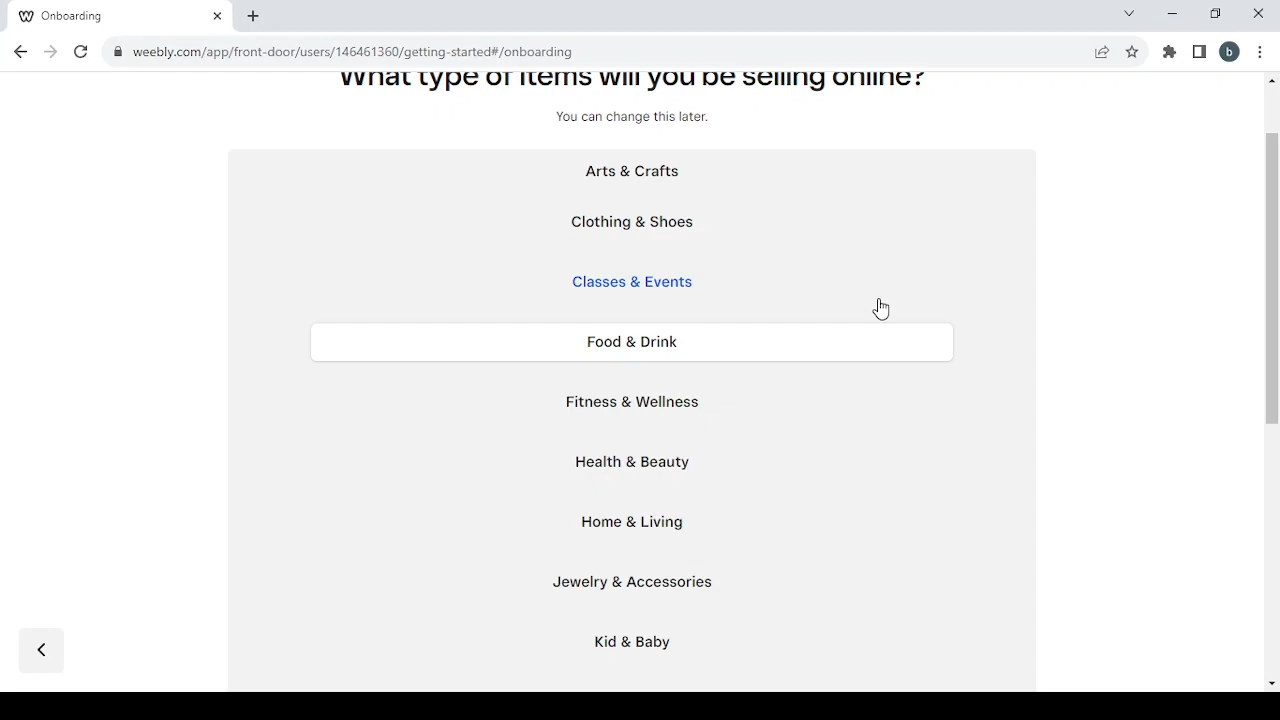 Onboarding
weebly.com/app/front-door/users/146461360/getting-started#/onboarding
b
What type of items will you be selling online?
You can change this later.
Arts & Crafts
Clothing & Shoes
Classes & Events
Food & Drink
Fitness & Wellness
Health & Beauty
Home & Living
Jewelry & Accessories
Kid & Baby